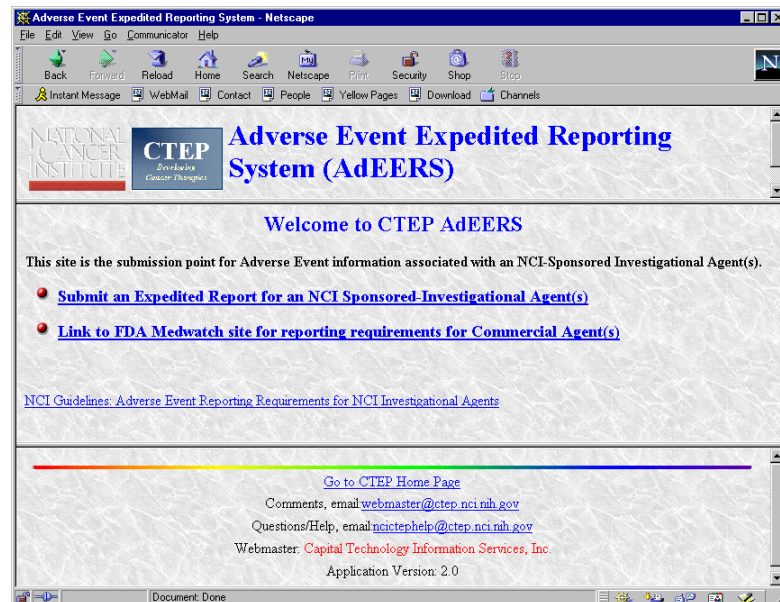 Adverse Event Expedited Reporting System - Netscape
File Edit View Go Communicator Help
Back Forward Reload Home Search Netscape Print Security Shop Stop
N
Instant Message WebMail Contact People Yellow Pages Download Channels
NATIONAL
CANCER
INSTITUTE
CTEP
Developing
Cancer Therapies
Adverse Event Expedited Reporting
System (AdEERS)
Welcome to CTEP AdEERS
This site is the submission point for Adverse Event information associated with an NCI-Sponsored Investigational Agent(s).
Submit an Expedited Report for an NCI Sponsored-Investigational Agent(s)
Link to FDA Medwatch site for reporting requirements for Commercial Agent(s)
NCI Guidelines: Adverse Event Reporting Requirements for NCI Investigational Agents
Go to CTEP Home Page
Comments, email:webmaster@ctep.nci.nih.gov
Questions/Help, email:ncictephelp@ctep.nci.nih.gov
Webmaster: Capital Technology Information Services, Inc.
Application Version: 2.0
Document: Done